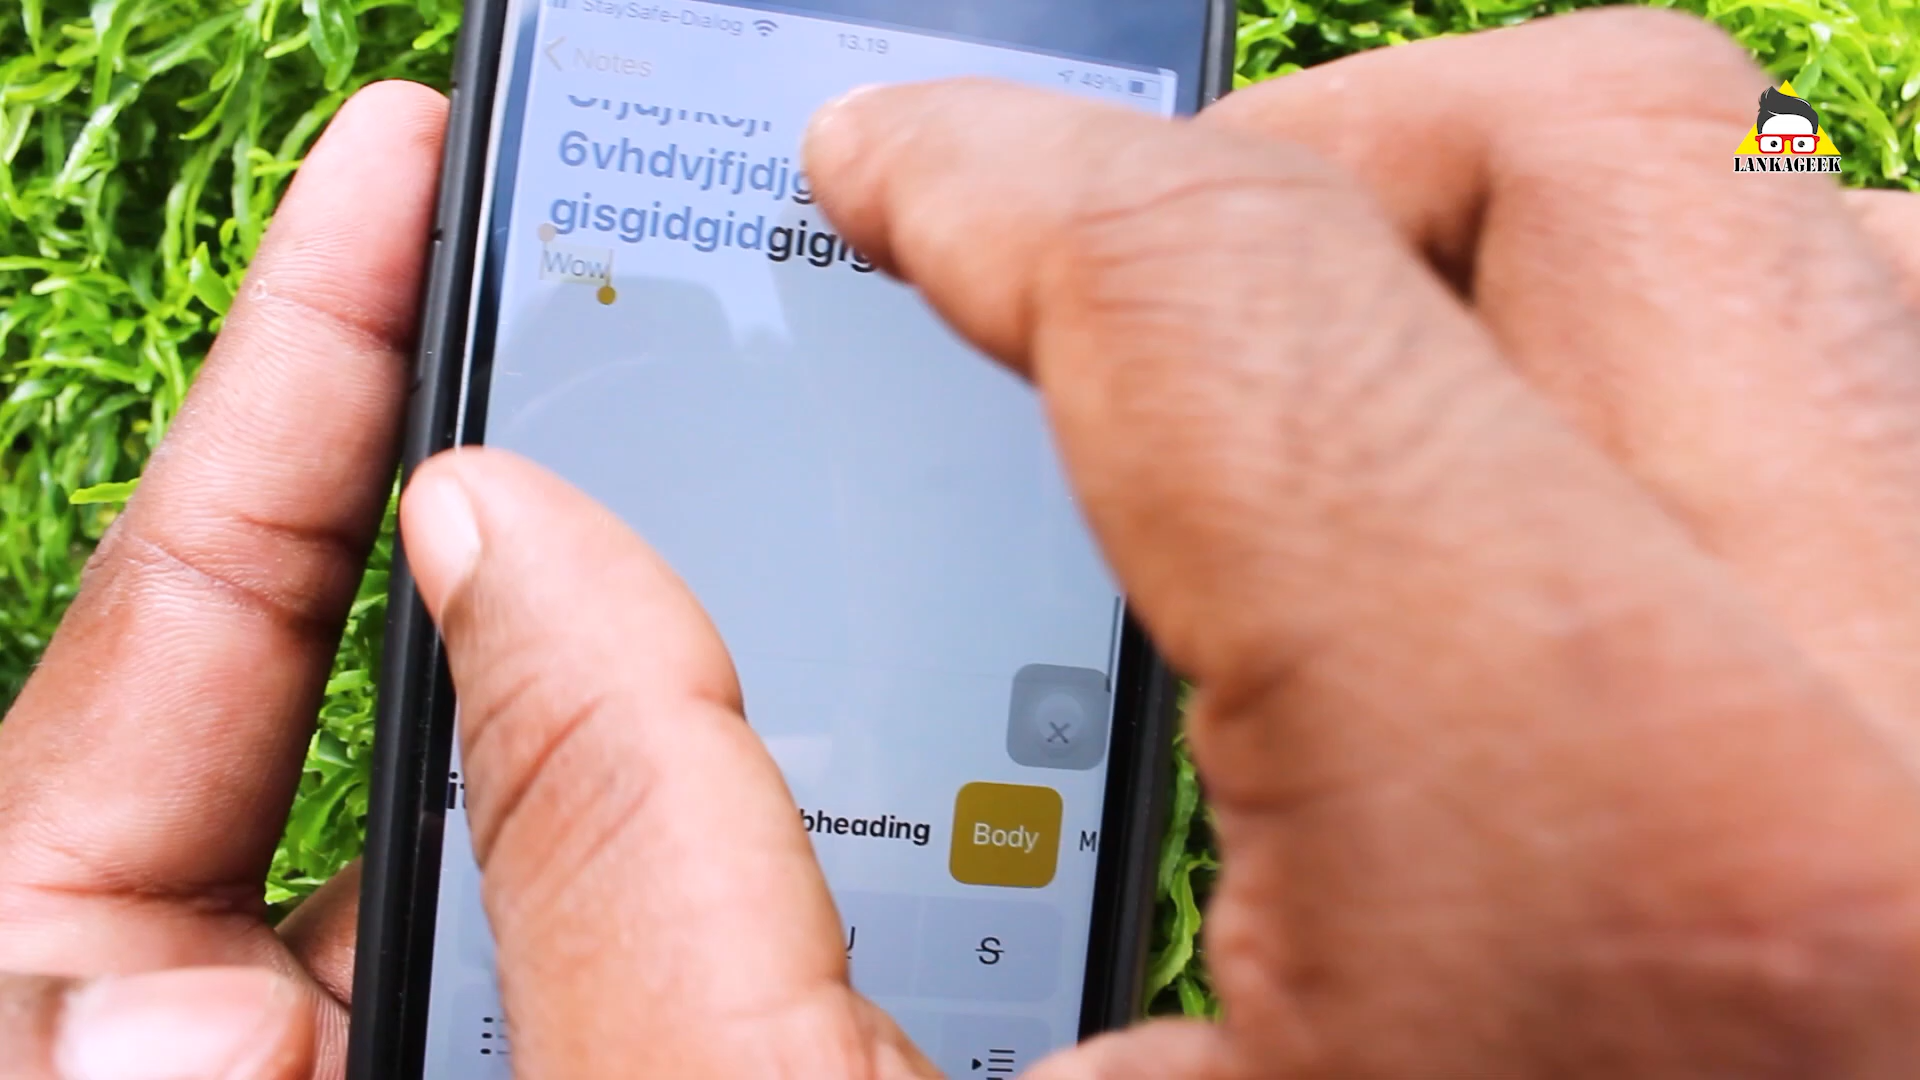 StaySafe-Dialog 13.19
49%
Notes
6vhdvjfjdjg
gisgidgidgigig
Wow
LANKAGEEK
bheading Body M
S